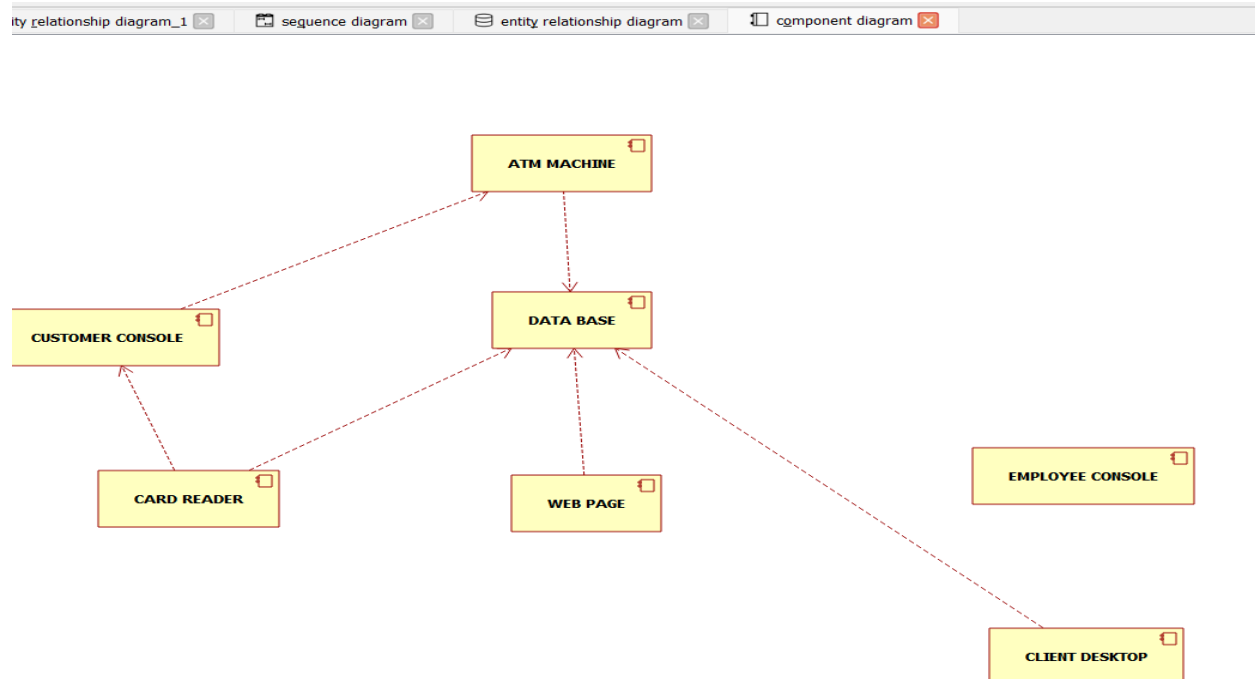 ity relationship diagram_1
sequence diagram
entity relationship diagram
component diagram
ATM MACHINE
DATA BASE
CUSTOMER CONSOLE
CARD READER
WEB PAGE
EMPLOYEE CONSOLE
CLIENT DESKTOP